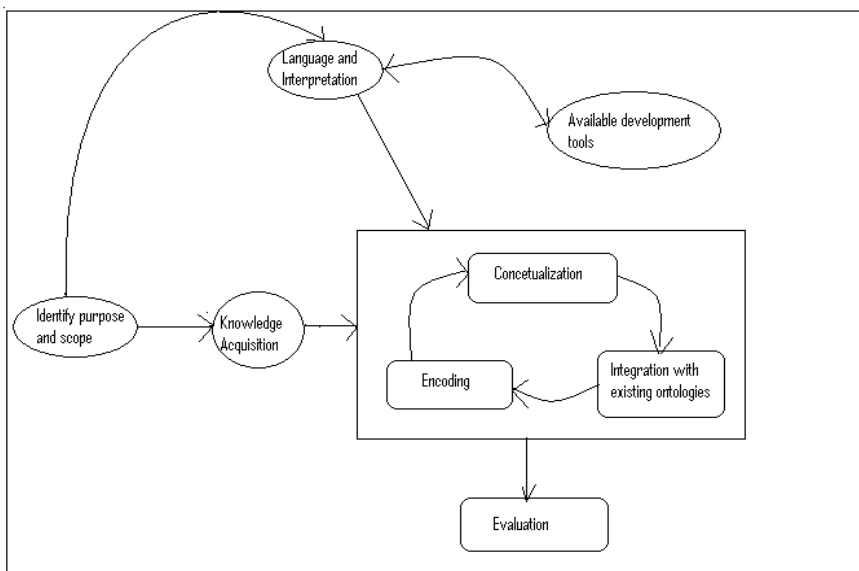 Language and
Interpretation
Available development
tools
Concetualization
Identify purpose
and scope
Knowledge
Acquisition
Encoding
Integration with
existing ontologies
Evaluation